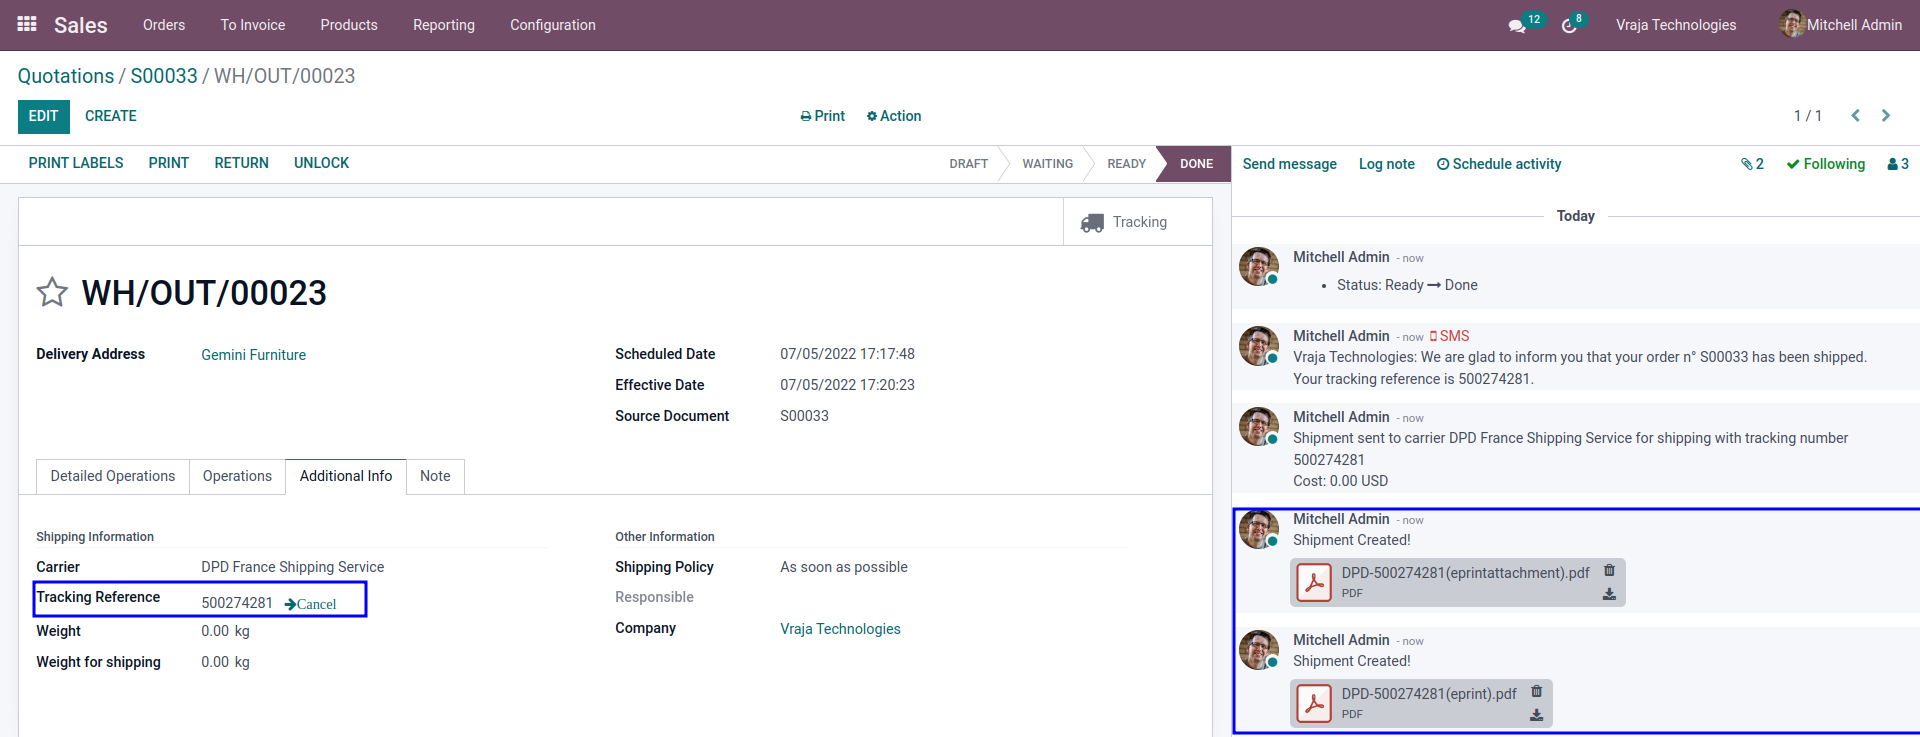 Sales Orders To Invoice Products Reporting Configuration 12 8 Vraja Technologies Mitchell Admin
Quotations / S00033 / WH/OUT/00023
EDIT CREATE Print Action 1 / 1
PRINT LABELS PRINT RETURN UNLOCK DRAFT WAITING READY DONE
Tracking
WH/OUT/00023
Delivery Address Gemini Furniture
Scheduled Date 07/05/2022 17:17:48
Effective Date 07/05/2022 17:20:23
Source Document S00033
Detailed Operations Operations Additional Info Note
Shipping Information
Carrier DPD France Shipping Service
Tracking Reference 500274281 Cancel
Weight 0.00 kg
Weight for shipping 0.00 kg
Other Information
Shipping Policy As soon as possible
Responsible
Company Vraja Technologies
Send message Log note Schedule activity 2 Following 3
Today
Mitchell Admin - now
• Status: Ready → Done
Mitchell Admin - now SMS
Vraja Technologies: We are glad to inform you that your order n° S00033 has been shipped.
Your tracking reference is 500274281.
Mitchell Admin - now
Shipment sent to carrier DPD France Shipping Service for shipping with tracking number
500274281
Cost: 0.00 USD
Mitchell Admin - now
Shipment Created!
DPD-500274281(eprintattachment).pdf
PDF
Mitchell Admin - now
Shipment Created!
DPD-500274281(eprint).pdf
PDF